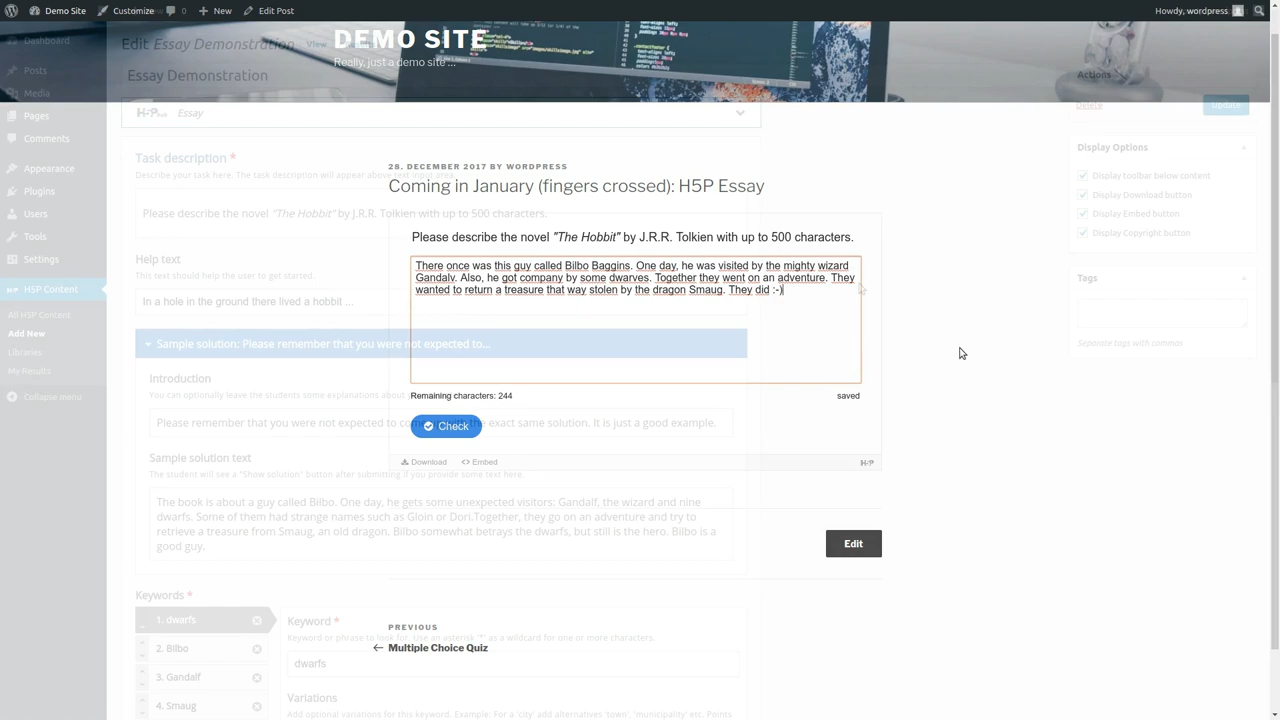 Demo Site
Customize
0
New
Edit Post
Howdy, wordpress
Dashboard
Posts
Media
Pages
Comments
Appearance
Plugins
Users
Tools
Settings
H5P Content
All H5P Content
Add New
Libraries
My Results
Collapse menu
Edit Essay Demonstration
View
Essay Demonstration
DEMO SITE
Really, just a demo site ...
H-P
Essay
Actions
Delete
Update
Display Options
Display toolbar below content
Display Download button
Display Embed button
Display Copyright button
Tags
Separate tags with commas
Task description *
Describe your task here. The task description will appear above text input area.
Please describe the novel "The Hobbit" by J.R.R. Tolkien with up to 500 characters.
Help text
This text should help the user to get started.
In a hole in the ground there lived a hobbit ...
Sample solution: Please remember that you were not expected to...
Introduction
You can optionally leave the students some explanations about
Please remember that you were not expected to come up with the exact same solution. It is just a good example.
Sample solution text
The student will see a "Show solution" button after submitting if you provide some text here.
The book is about a guy called Bilbo. One day, he gets some unexpected visitors: Gandalf, the wizard and nine
dwarfs. Some of them had strange names such as Gloin or Dori.Together, they go on an adventure and try to
retrieve a treasure from Smaug, an old dragon. Bilbo somewhat betrays the dwarfs, but still is the hero. Bilbo is a
good guy.
Keywords *
1. dwarfs
2. Bilbo
3. Gandalf
4. Smaug
Keyword *
Keyword or phrase to look for. Use an asterisk '*' as a wildcard for one or more characters.
dwarfs
Variations
Add optional variations for this keyword. Example: For a 'city' add alternatives 'town', 'municipality' etc. Points
28. DECEMBER 2017 BY WORDPRESS
Coming in January (fingers crossed): H5P Essay
Please describe the novel "The Hobbit" by J.R.R. Tolkien with up to 500 characters.
There once was this guy called Bilbo Baggins. One day, he was visited by the mighty wizard
Gandalv. Also, he got company by some dwarves. Together they went on an adventure. They
wanted to return a treasure that way stolen by the dragon Smaug. They did :-)
Remaining characters: 244
saved
Check
Download
Embed
H-P
Edit
PREVIOUS
Multiple Choice Quiz